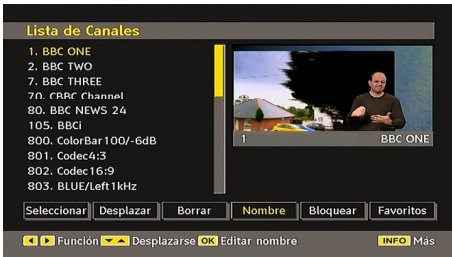 Lista de Canales
1. BBC ONE
2. BBC TWO
7. BBC THREE
70. CBBC Channel
80. BBC NEWS 24
105. BBCi
800. ColorBar100/-6dB
801. Codec4:3
802. Codec16:9
803. BLUE/Left1kHz
1 BBC ONE
Seleccionar Desplazar Borrar Nombre Bloquear Favoritos
Función Desplazarse OK Editar nombre INFO Más